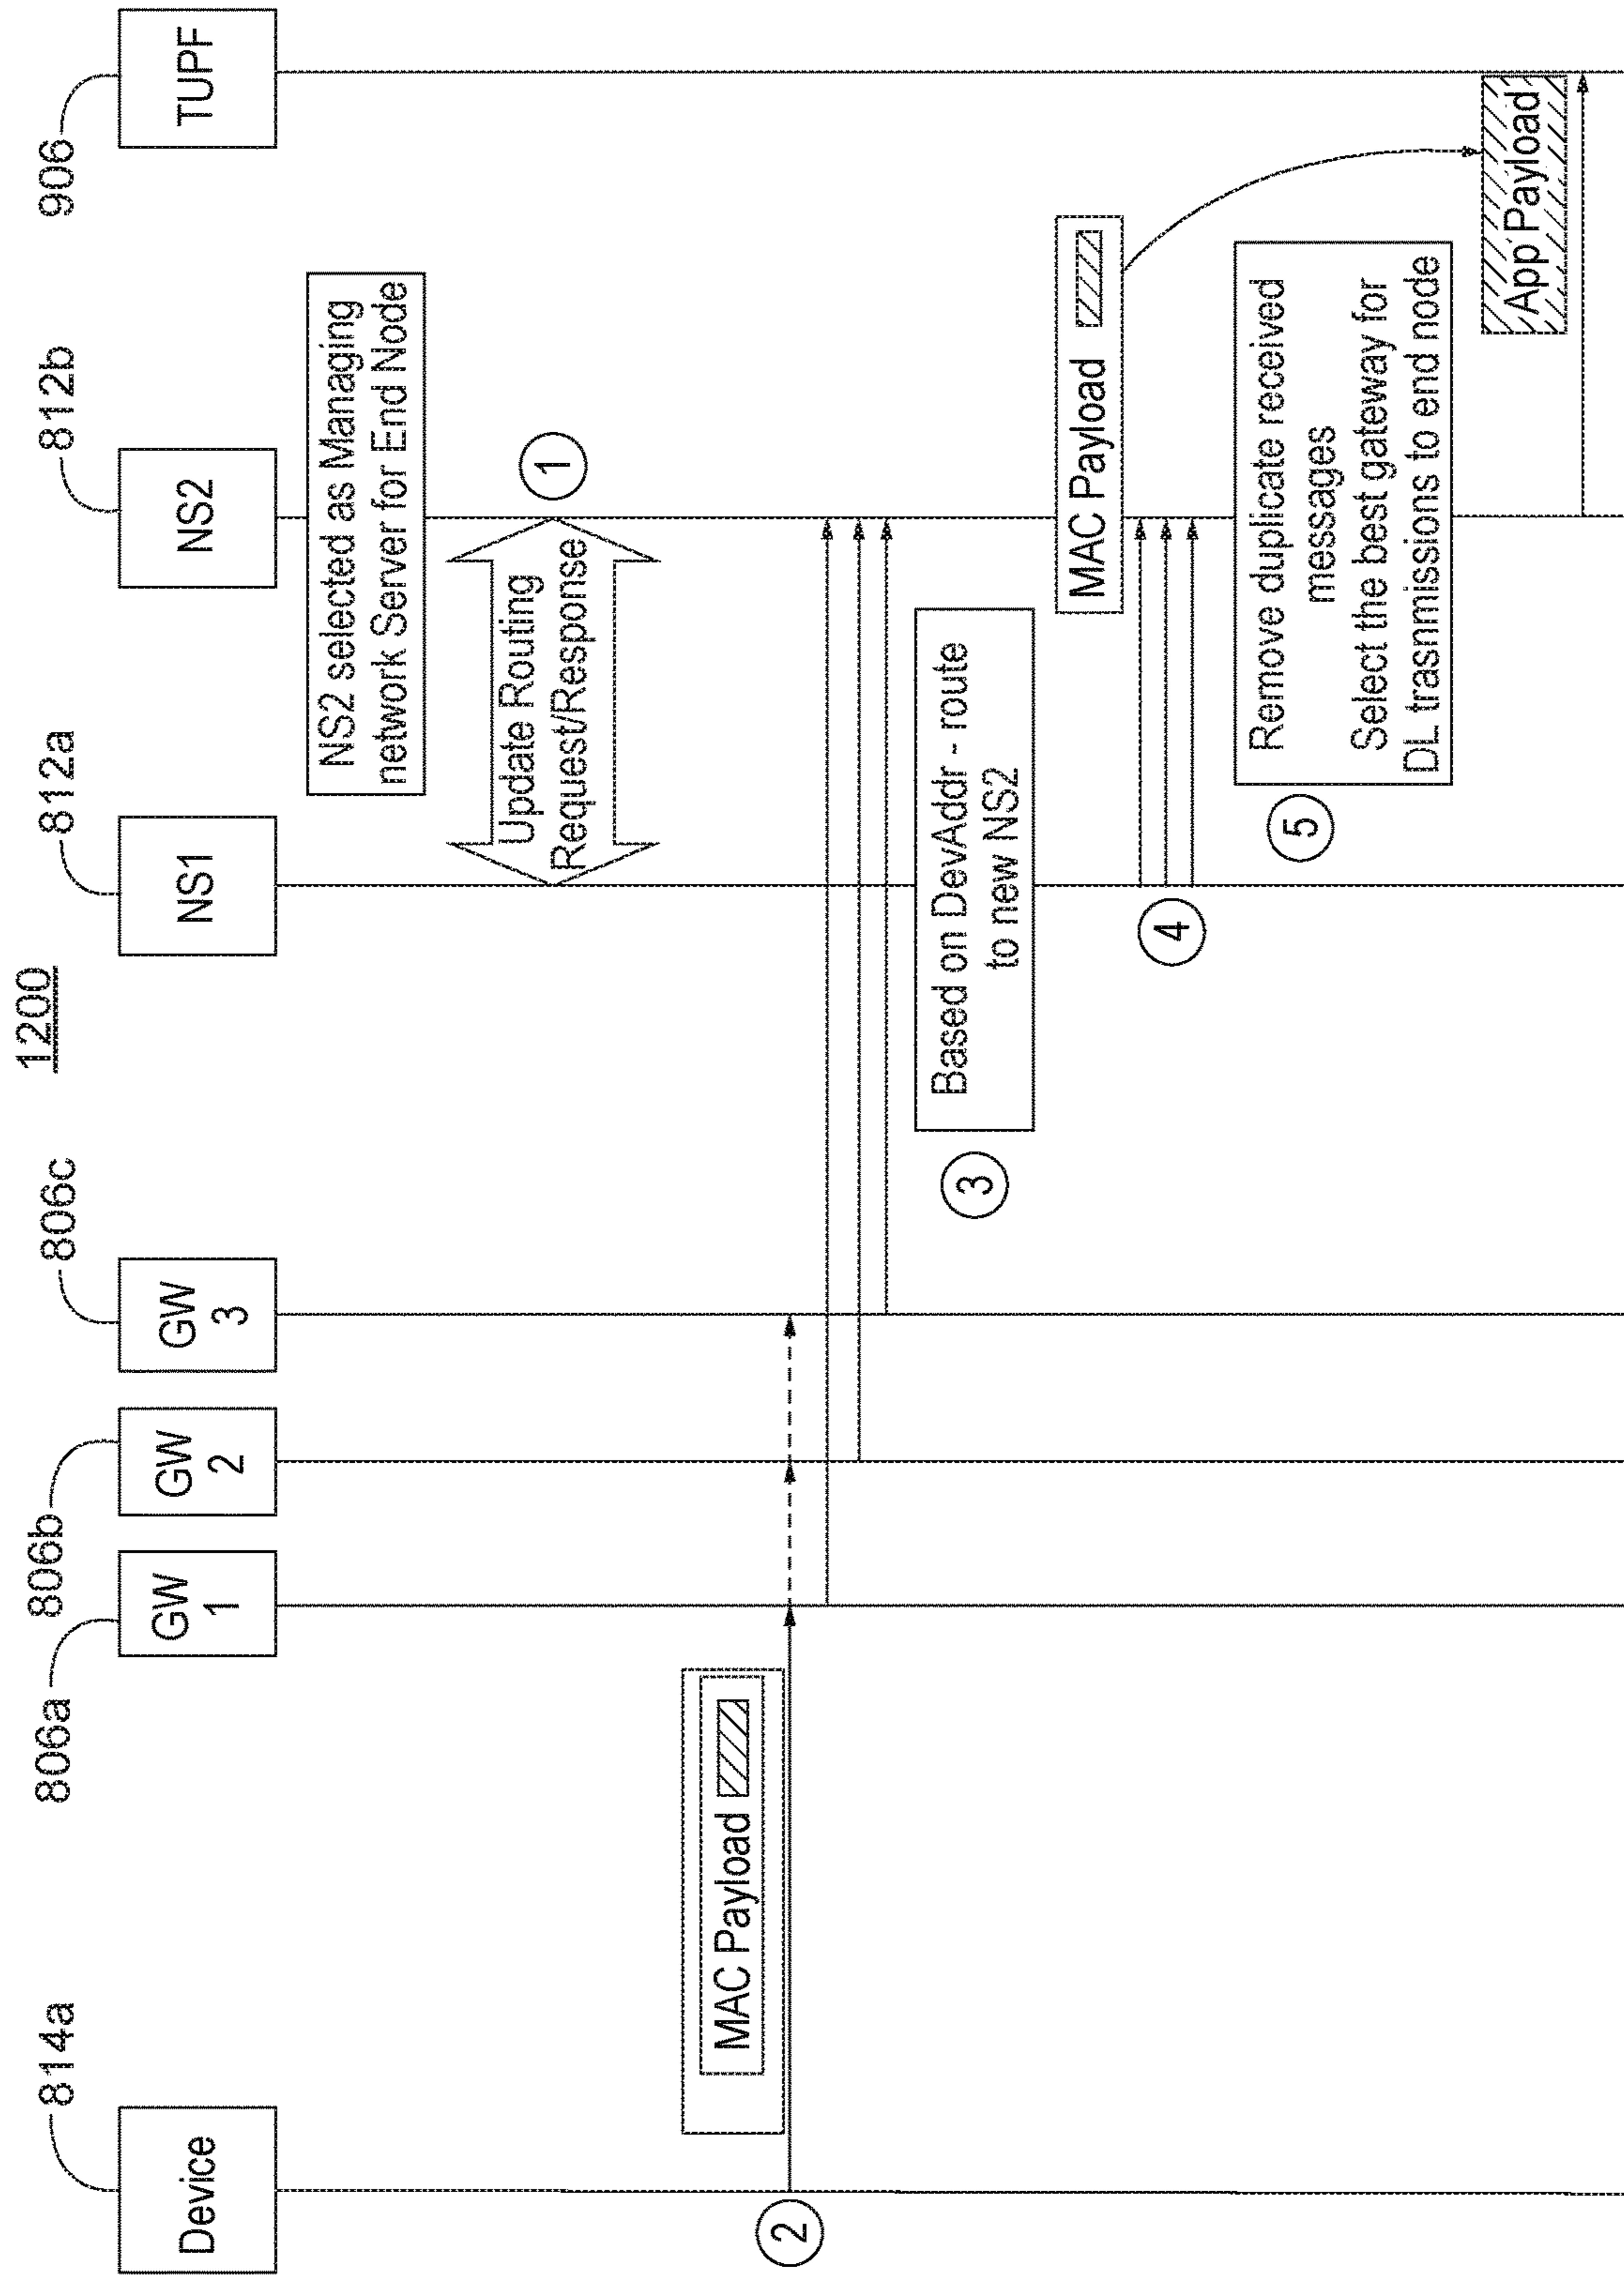 1200
814a
806a
806b
806c
812a
812b
906
Device
GW
1
GW
2
GW
3
NS1
NS2
TUPF
NS2 selected as Managing
network Server for End Node
Update Routing
Request/Response
1
MAC Payload
2
Based on DevAddr - route
to new NS2
3
MAC Payload
4
Remove duplicate received
messages
Select the best gateway for
DL trasnmissions to end node
5
App Payload